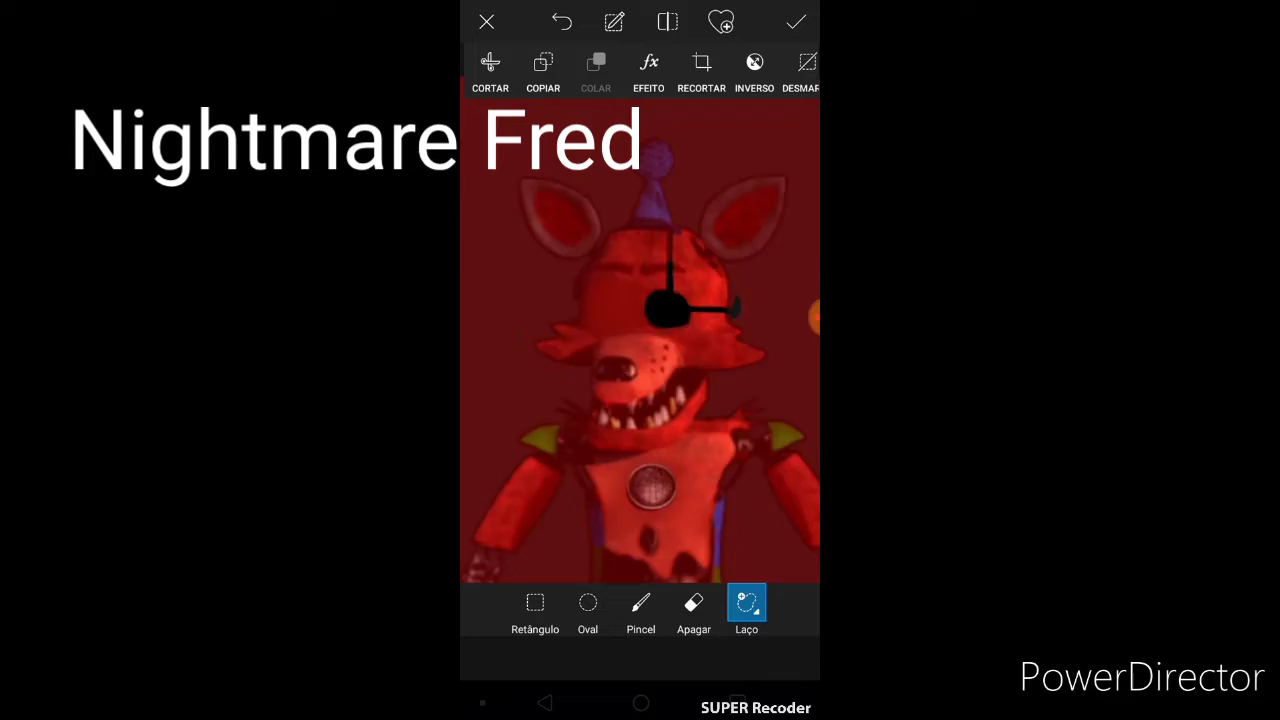 CORTAR COPIAR COLAR EFEITO RECORTAR INVERSO DESMAR
Nightmare Fred
Retângulo Oval Pincel Apagar Laço
PowerDirector
SUPER Recoder